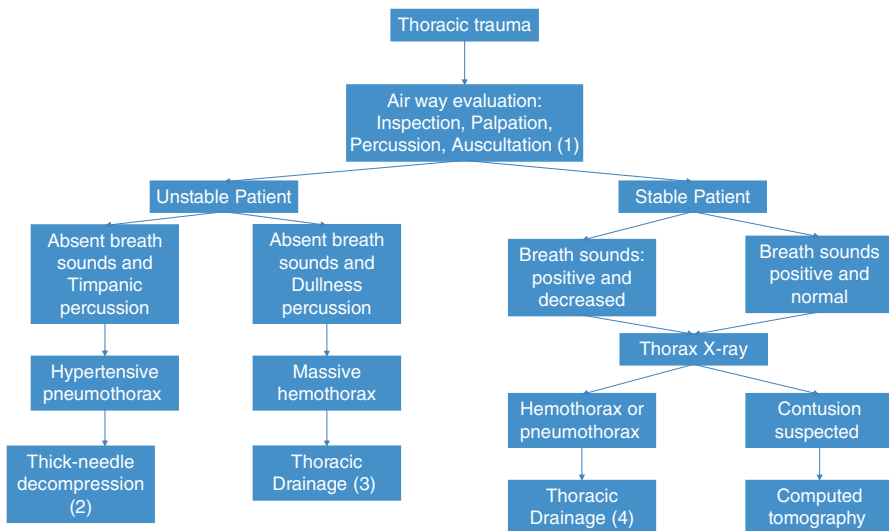 Thoracic trauma
Air way evaluation:
Inspection, Palpation,
Percussion, Auscultation (1)
Unstable Patient
Stable Patient
Absent breath
sounds and
Timpanic
percussion
Absent breath
sounds and
Dullness
percussion
Breath sounds:
positive and
decreased
Breath sounds
positive and
normal
Thorax X-ray
Hypertensive
pneumothorax
Massive
hemothorax
Hemothorax or
pneumothorax
Contusion
suspected
Thick-needle
decompression
(2)
Thoracic
Drainage (3)
Thoracic
Drainage (4)
Computed
tomography